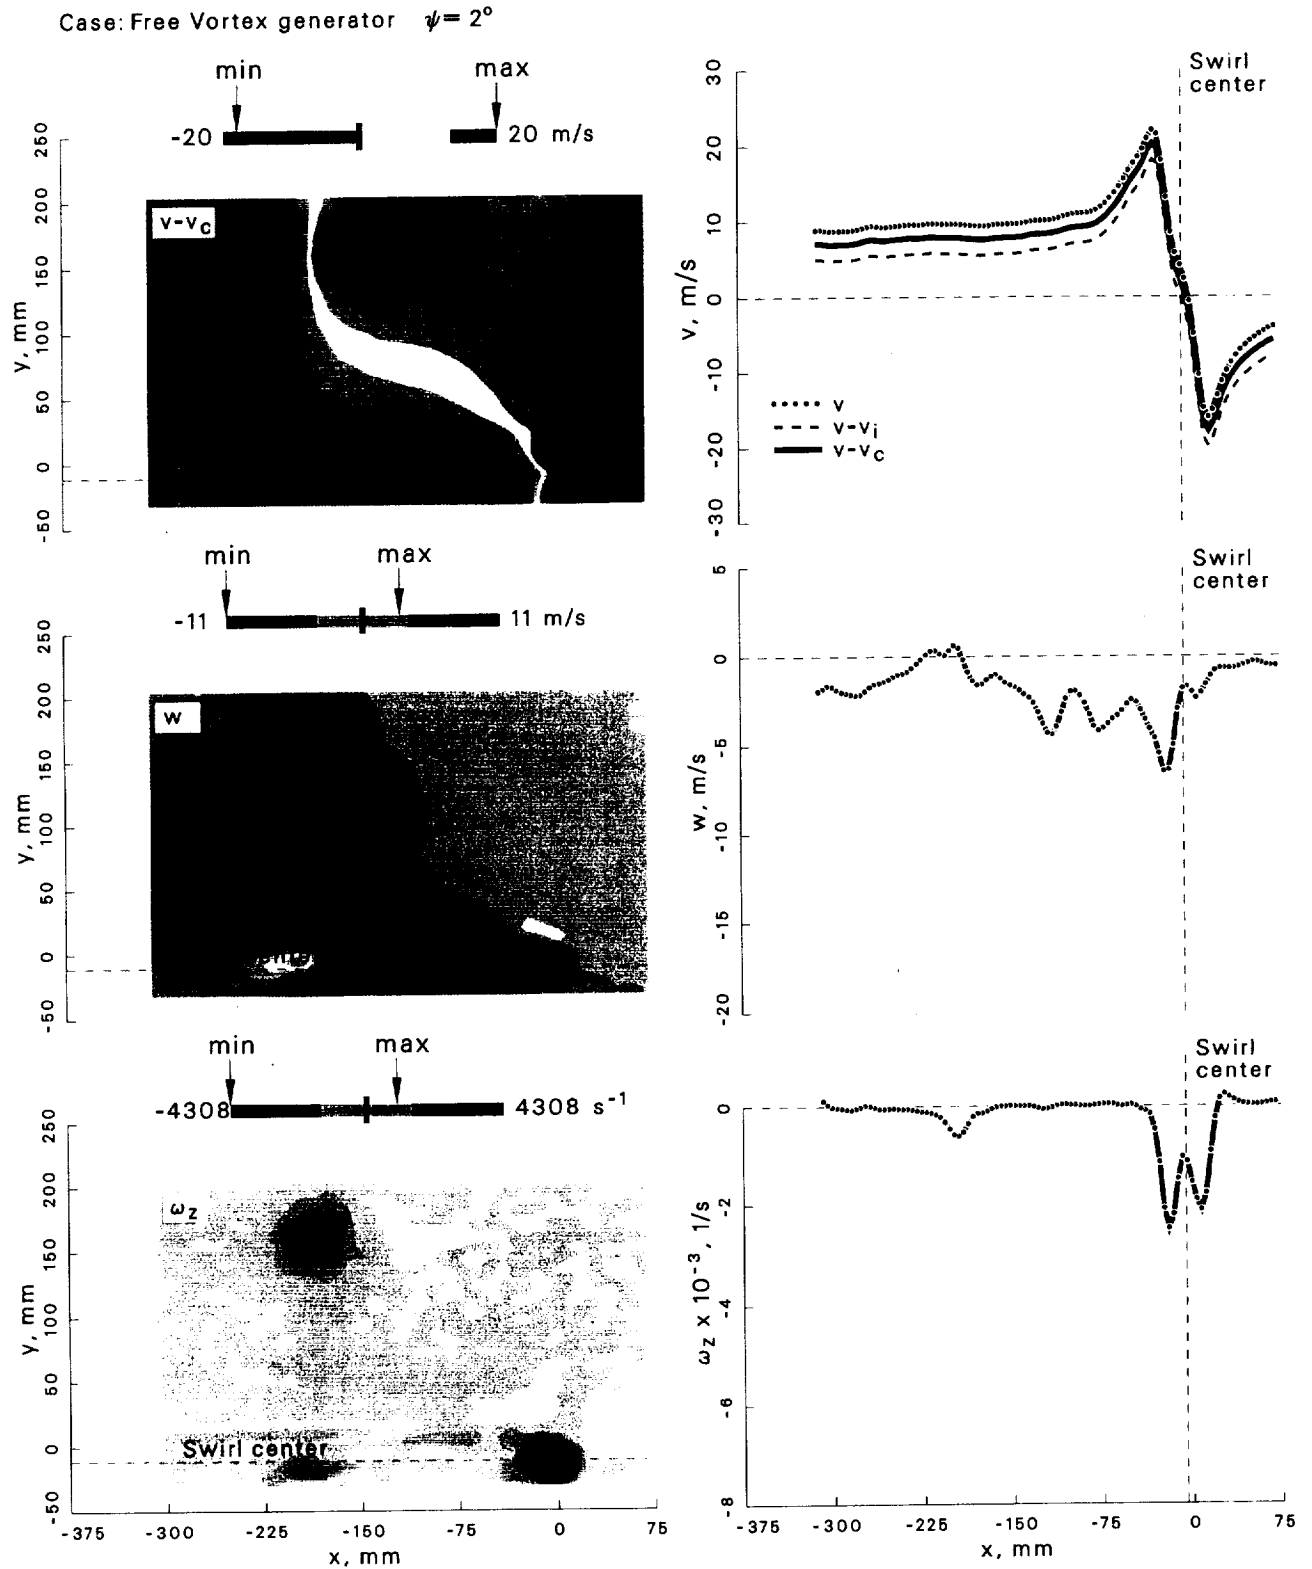 Case: Free Vortex generator ψ= 2°
min
max
-20
20 m/s
250
200
150
100
50
0
-50
y, mm
v-vc
30
20
10
0
-10
-20
-30
v, m/s
Swirl
center
v
v-vi
v-vc
min
max
-11
11 m/s
250
200
150
100
50
0
-50
y, mm
w
5
0
-5
-10
-15
-20
w, m/s
Swirl
center
min
max
-4308
4308 s-1
250
200
150
100
50
0
-50
y, mm
ωz
Swirl center
-375
-300
-225
-150
-75
0
75
x, mm
0
-2
-4
-6
-8
ωz x 10-3, 1/s
Swirl
center
-375
-300
-225
-150
-75
0
75
x, mm